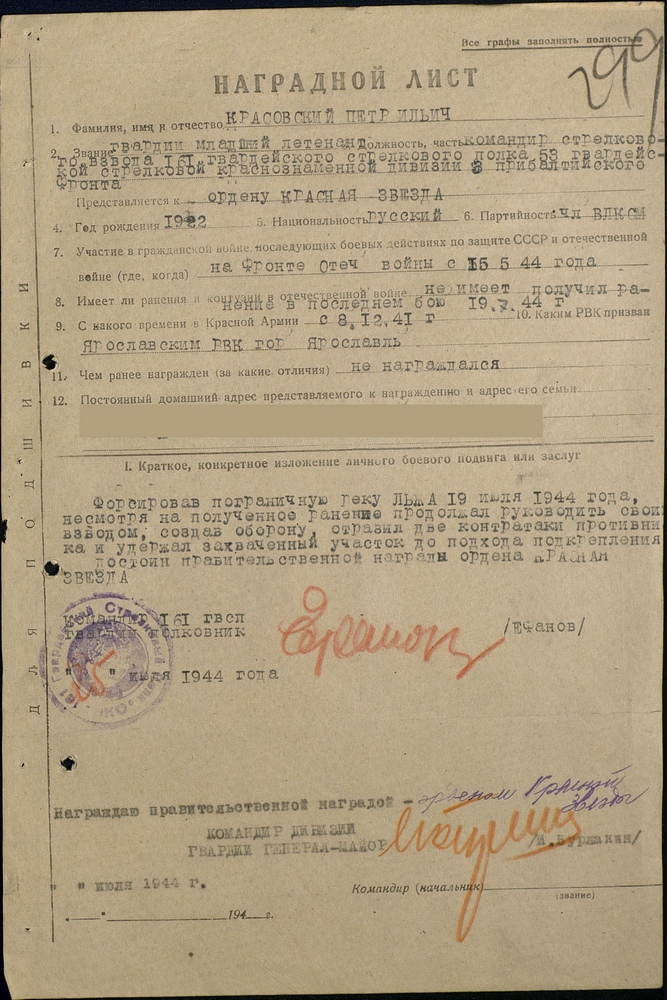 Все графы заполнять полностью
299
НАГРАДНОЙ ЛИСТ
1. Фамилия, имя и отчество КРАСОВСКИЙ ПЕТР ИЛЬИЧ
2. Звание гвардии младший летенанд должность, часть командир стрелково-
го взвода 161 гвардейского стрелкового полка 53 гвардейс-
кой стрелковой краснознаменной дивизии 3 прибалтийского
фронта
Представляется к ордену КРАСНАЯ ЗВЕЗДА
4. Год рождения 1922 5. Национальность русский 6. Партийность чл ВЛКСМ
7. Участие в гражданской войне, последующих боевых действиях по защите СССР и отечественной
войне (где, когда) на Фронте Отеч войны с 15 5 44 года
8. Имеет ли ранения и контузии в отечественной войне не имеет получил ра-
нение в последнем бою 19.7.44 г
9. С какого времени в Красной Армии с 8.12.41 г 10. Каким РВК призван
Ярославским РВК гор Ярославль
11. Чем ранее награжден (за какие отличия) не награждался
12. Постоянный домашний адрес представляемого к награждению и адрес его семьи
I. Краткое, конкретное изложение личного боевого подвига или заслуг
Форсировав пограничную реку ЛЬЖА 19 июля 1944 года,
несмотря на полученное ранение продолжал руководить свои
взводом, создав оборону, отразил две контратаки противни
ка и удержал захваченный участок до подхода подкрепления
достоин правительственной награды ордена КРАСНАЯ
ЗВЕЗДА
Командир 161 гвсп
гвардии полковник /Ефанов/
" 25 " июля 1944 года
Награждаю правительственной наградой – орденом Красной
Звезды
КОМАНДИР ДИВИЗИИ
ГВАРДИИ ГЕНЕРАЛ-МАЙОР /М.Бурмакин/
" " июля 1944 г.
Командир (начальник)
(звание)
194 г.
ДЛЯ ПОДШИВКИ